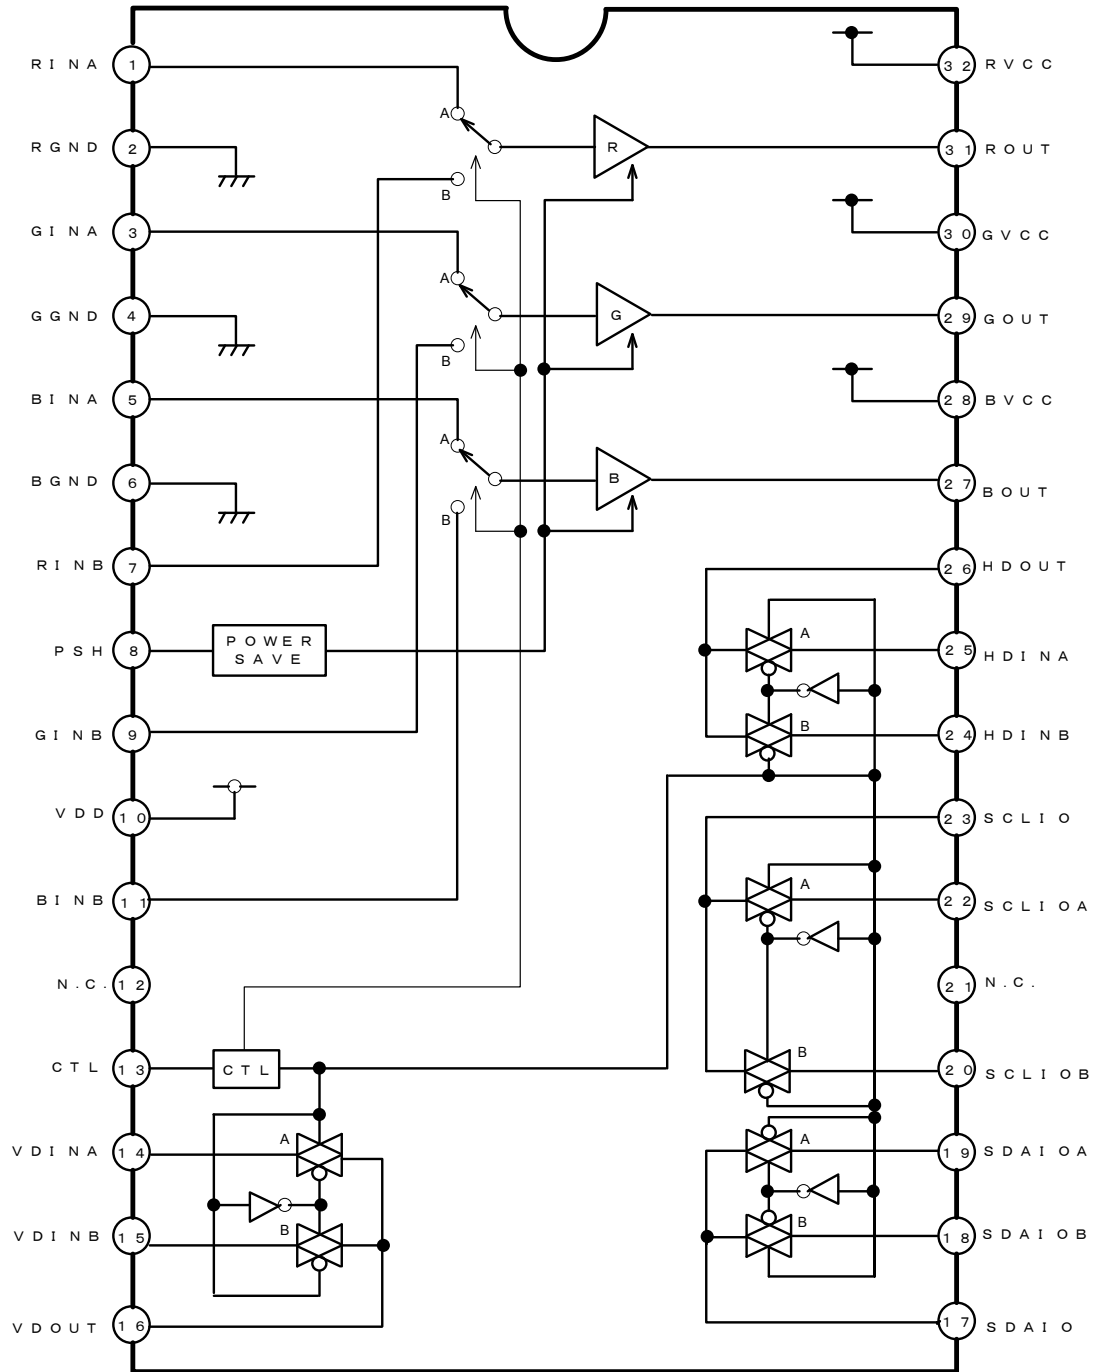 RINA 1
RGND 2
GINA 3
GGND 4
BINA 5
BGND 6
RINB 7
PSH 8
GINB 9
VDD 10
BINB 11
N.C. 12
CTL 13
VDINA 14
VDINB 15
VDOUT 16
A
B
R
A
B
G
A
B
B
POWER
SAVE
CTL
A
B
A
B
A
B
A
B
32 RVCC
31 ROUT
30 GVCC
29 GOUT
28 BVCC
27 BOUT
26 HDOUT
25 HDINA
24 HDINB
23 SCLIO
22 SCLIOA
21 N.C.
20 SCLIOB
19 SDAIOA
18 SDAIOB
17 SDAIO